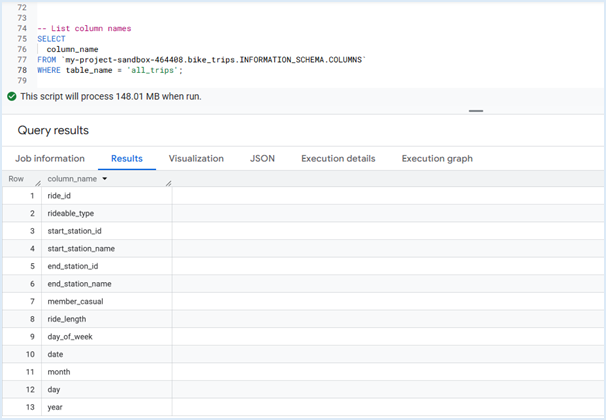 72
73
74 -- List column names
75 SELECT
76 column_name
77 FROM `my-project-sandbox-464408.bike_trips.INFORMATION_SCHEMA.COLUMNS`
78 WHERE table_name = 'all_trips';
79
This script will process 148.01 MB when run.
Query results
Job information Results Visualization JSON Execution details Execution graph
Row column_name
1 ride_id
2 rideable_type
3 start_station_id
4 start_station_name
5 end_station_id
6 end_station_name
7 member_casual
8 ride_length
9 day_of_week
10 date
11 month
12 day
13 year